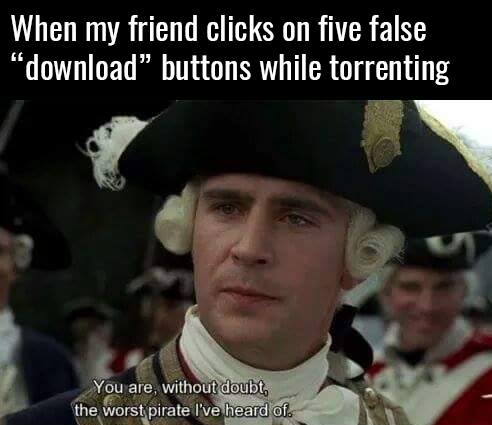 When my friend clicks on five false
“download” buttons while torrenting
You are, without doubt,
the worst pirate I've heard of.